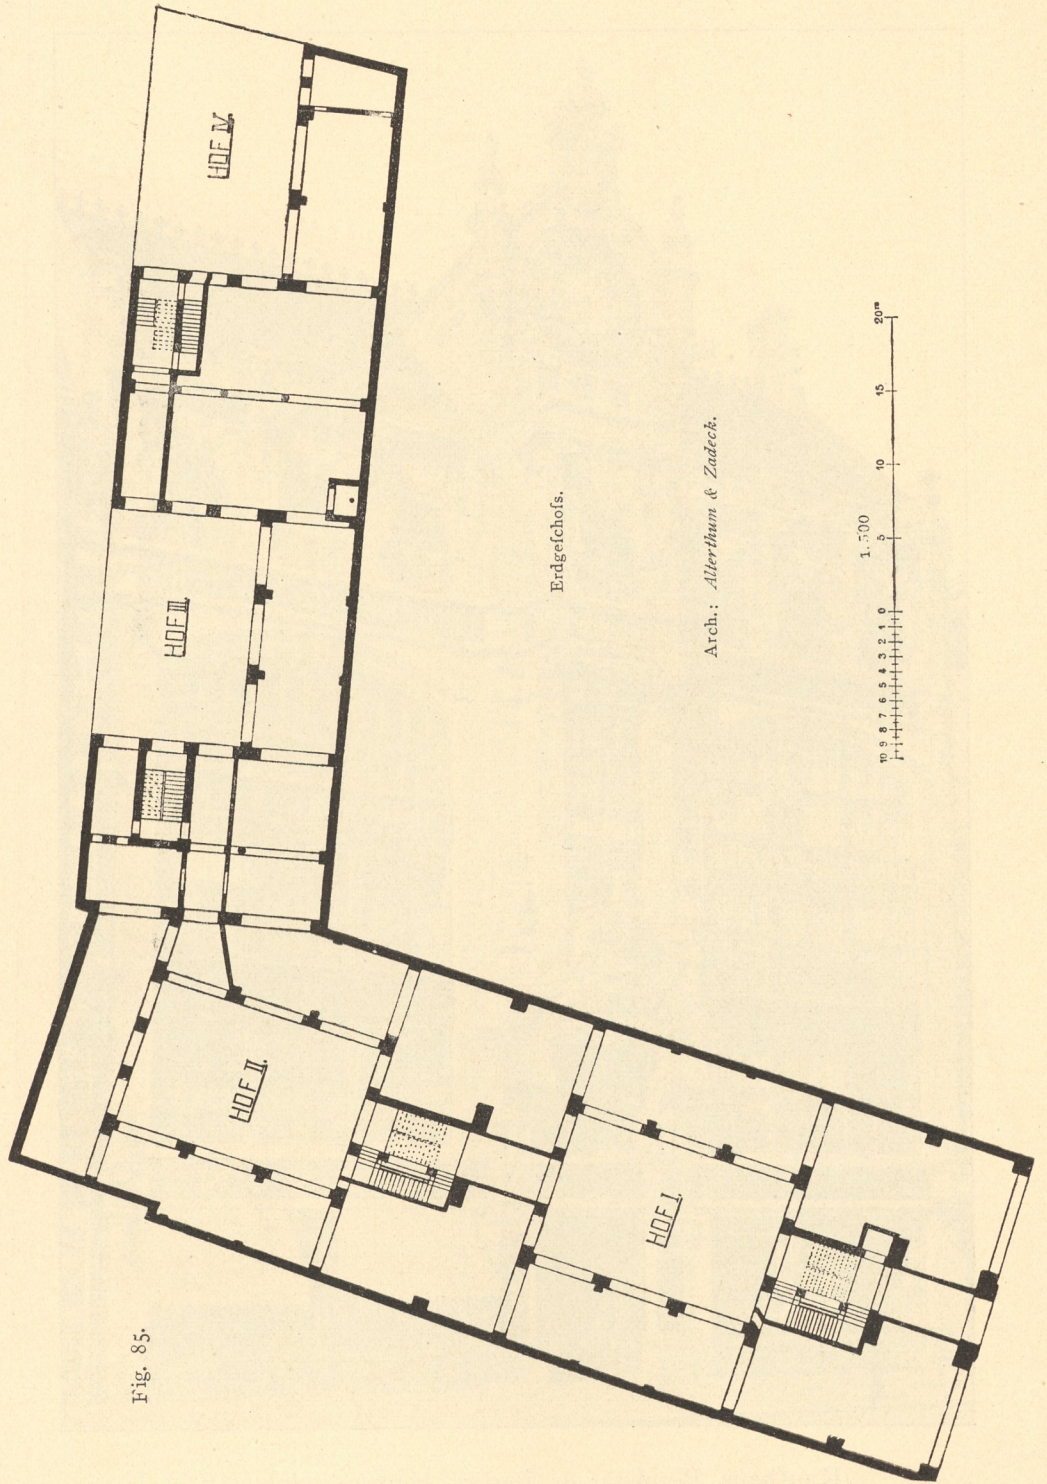 Fig. 85.
HOF IV.
HOF III.
HOF II.
HOF I.
Erdgeſchoſs.
Arch.: Alterthum & Zadeck.
1:500
10 9 8 7 6 5 4 3 2 1 0 5 10 15 20m